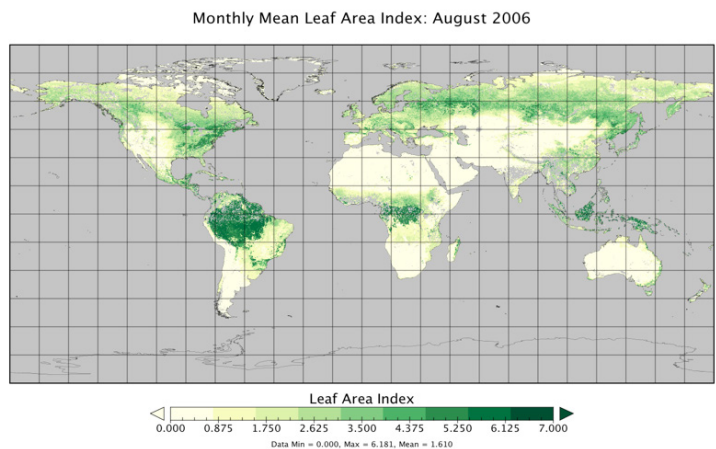 Monthly Mean Leaf Area Index: August 2006
Leaf Area Index
0.000 0.875 1.750 2.625 3.500 4.375 5.250 6.125 7.000
Data Min = 0.000, Max = 6.181, Mean = 1.610